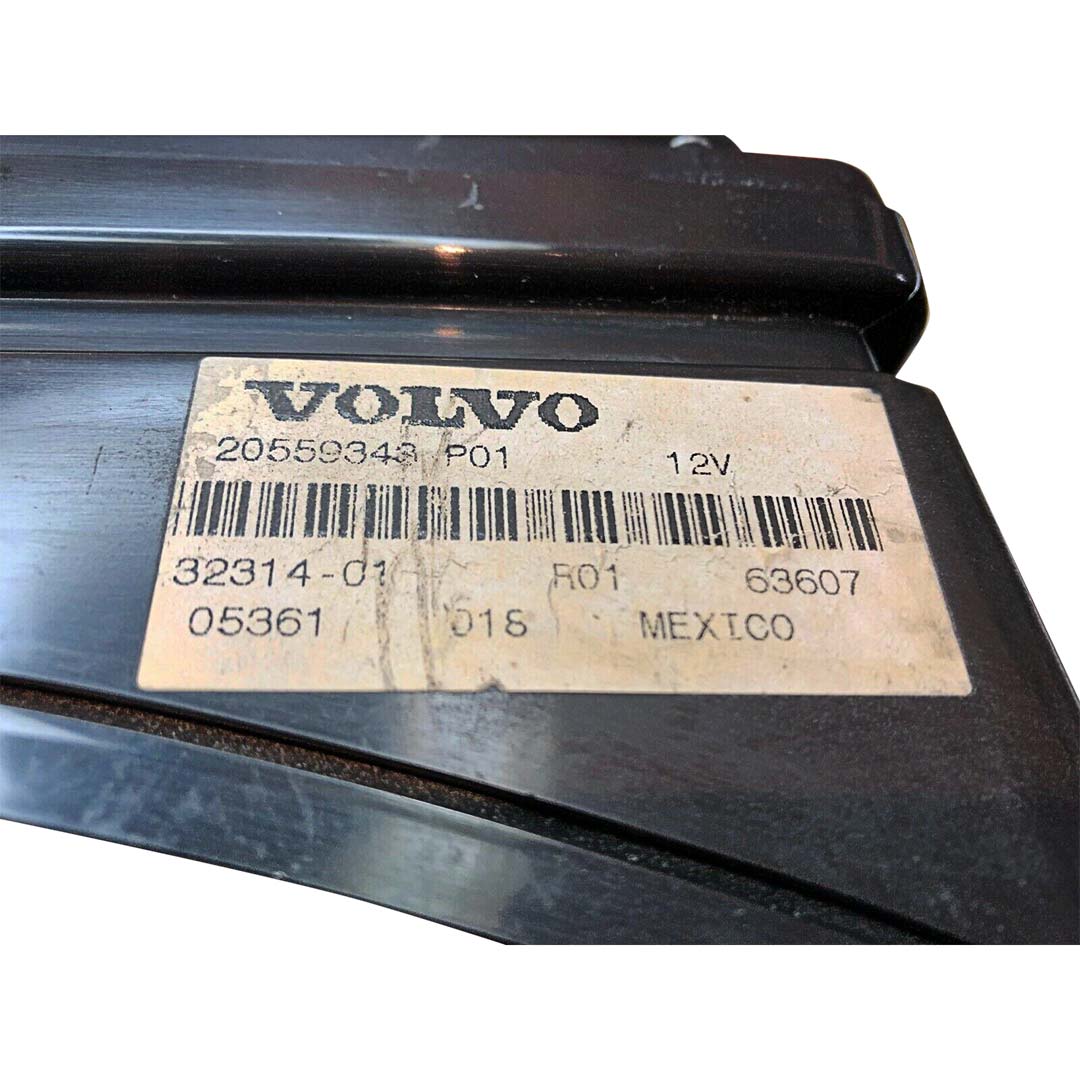 VOLVO
20559343 P01 12V
32314-01 R01 63607
05361 018 MEXICO